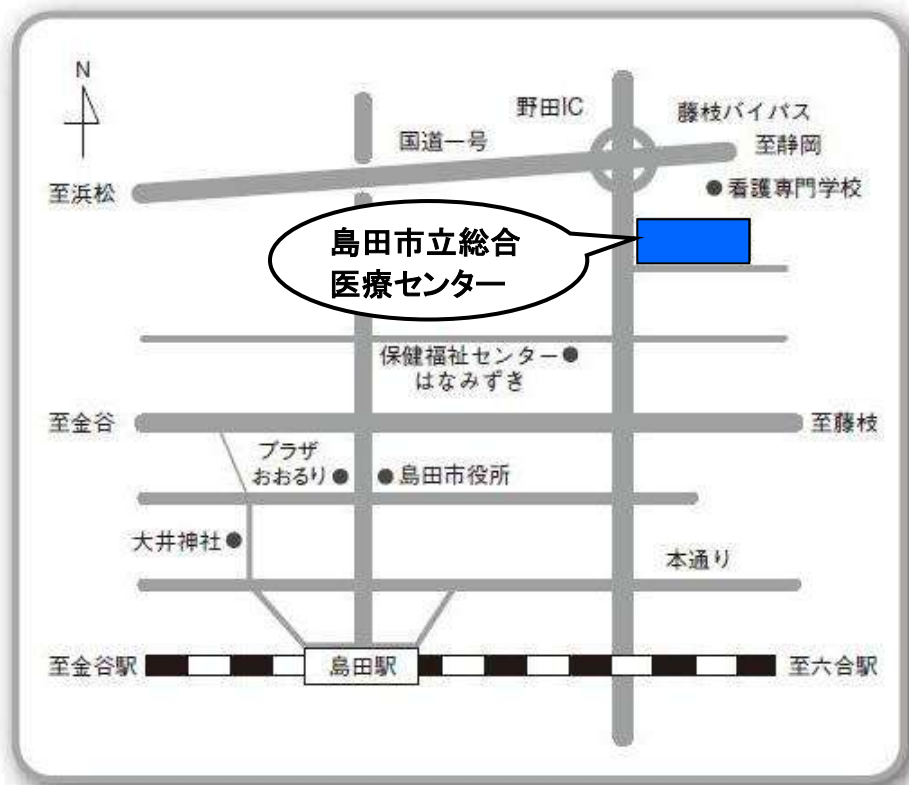 N
野田IC
藤枝バイパス
国道一号
至静岡
至浜松
看護専門学校
島田市立総合
医療センター
保健福祉センター
はなみずき
至金谷
至藤枝
プラザ
おおるり
島田市役所
大井神社
本通り
至金谷駅
島田駅
至六合駅